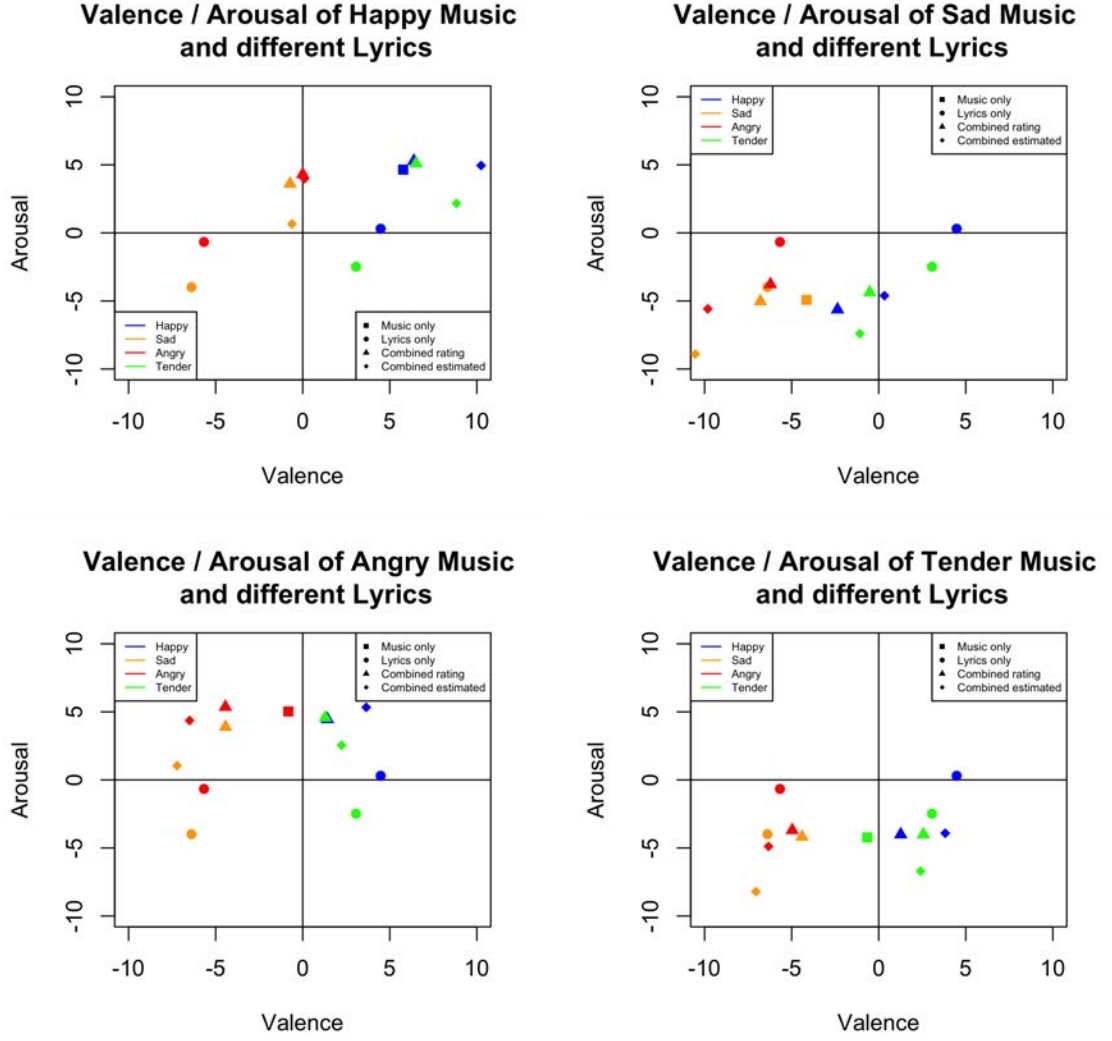 Valence / Arousal of Happy Music
and different Lyrics
Arousal
10
5
0
-5
-10
Happy
Sad
Angry
Tender
Music only
Lyrics only
Combined rating
Combined estimated
-10 -5 0 5 10
Valence
Valence / Arousal of Sad Music
and different Lyrics
Arousal
10
5
0
-5
-10
Happy
Sad
Angry
Tender
Music only
Lyrics only
Combined rating
Combined estimated
-10 -5 0 5 10
Valence
Valence / Arousal of Angry Music
and different Lyrics
Arousal
10
5
0
-5
-10
Happy
Sad
Angry
Tender
Music only
Lyrics only
Combined rating
Combined estimated
-10 -5 0 5 10
Valence
Valence / Arousal of Tender Music
and different Lyrics
Arousal
10
5
0
-5
-10
Happy
Sad
Angry
Tender
Music only
Lyrics only
Combined rating
Combined estimated
-10 -5 0 5 10
Valence